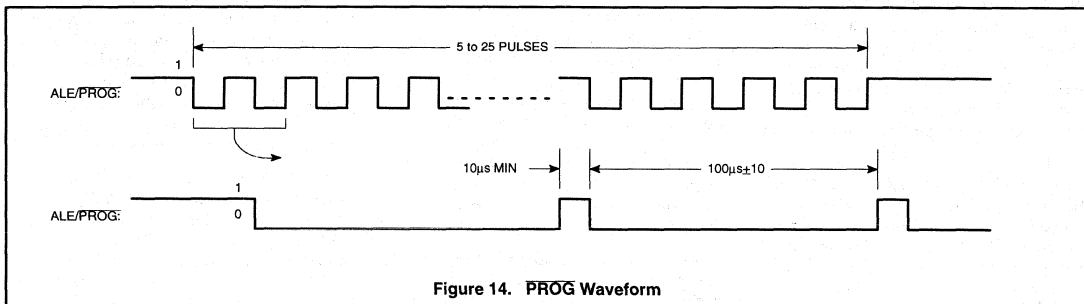 5 to 25 PULSES
1
ALE/PROG:
0
10µs MIN
100µs±10
1
ALE/PROG:
0
Figure 14. PROG Waveform